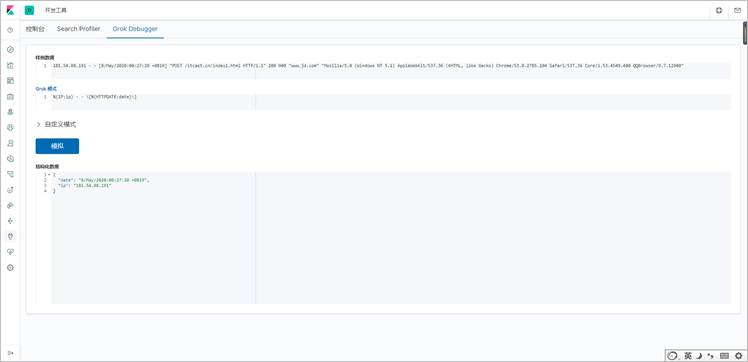 D 开发工具
控制台 Search Profiler Grok Debugger
样例数据
1 181.54.88.191 - - [8/May/2020:00:27:20 +0819] "POST /itcast.cn/index1.html HTTP/1.1" 200 900 "www.jd.com" "Mozilla/5.0 (Windows NT 5.1) AppleWebKit/537.36 (KHTML, like Gecko) Chrome/53.0.2785.104 Safari/537.36 Core/1.53.4549.400 QQBrowser/9.7.12900"
Grok 模式
1 %{IP:ip} - - \[%{HTTPDATE:date}\]
自定义模式
模拟
结构化数据
1 {
2 "date": "8/May/2020:00:27:20 +0819",
3 "ip": "181.54.88.191"
4 }
英